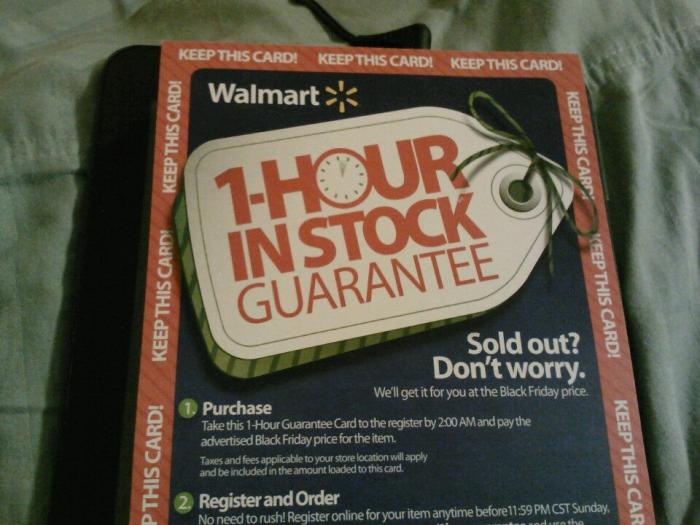 KEEP THIS CARD! KEEP THIS CARD! KEEP THIS CARD!
KEEP THIS CARD!
KEEP THIS CARD!
THIS CARD!
Walmart
1-HOUR
IN STOCK
GUARANTEE
Sold out?
Don't worry.
We'll get it for you at the Black Friday price.
1. Purchase
Take this 1-Hour Guarantee Card to the register by 2:00 AM and pay the
advertised Black Friday price for the item.
Taxes and fees applicable to your store location will apply
and be included in the amount loaded to this card.
2. Register and Order
No need to rush! Register online for your item anytime before 11:59 PM CST Sunday,
KEEP THIS CARD!
KEEP THIS CARD!
KEEP THIS CAR